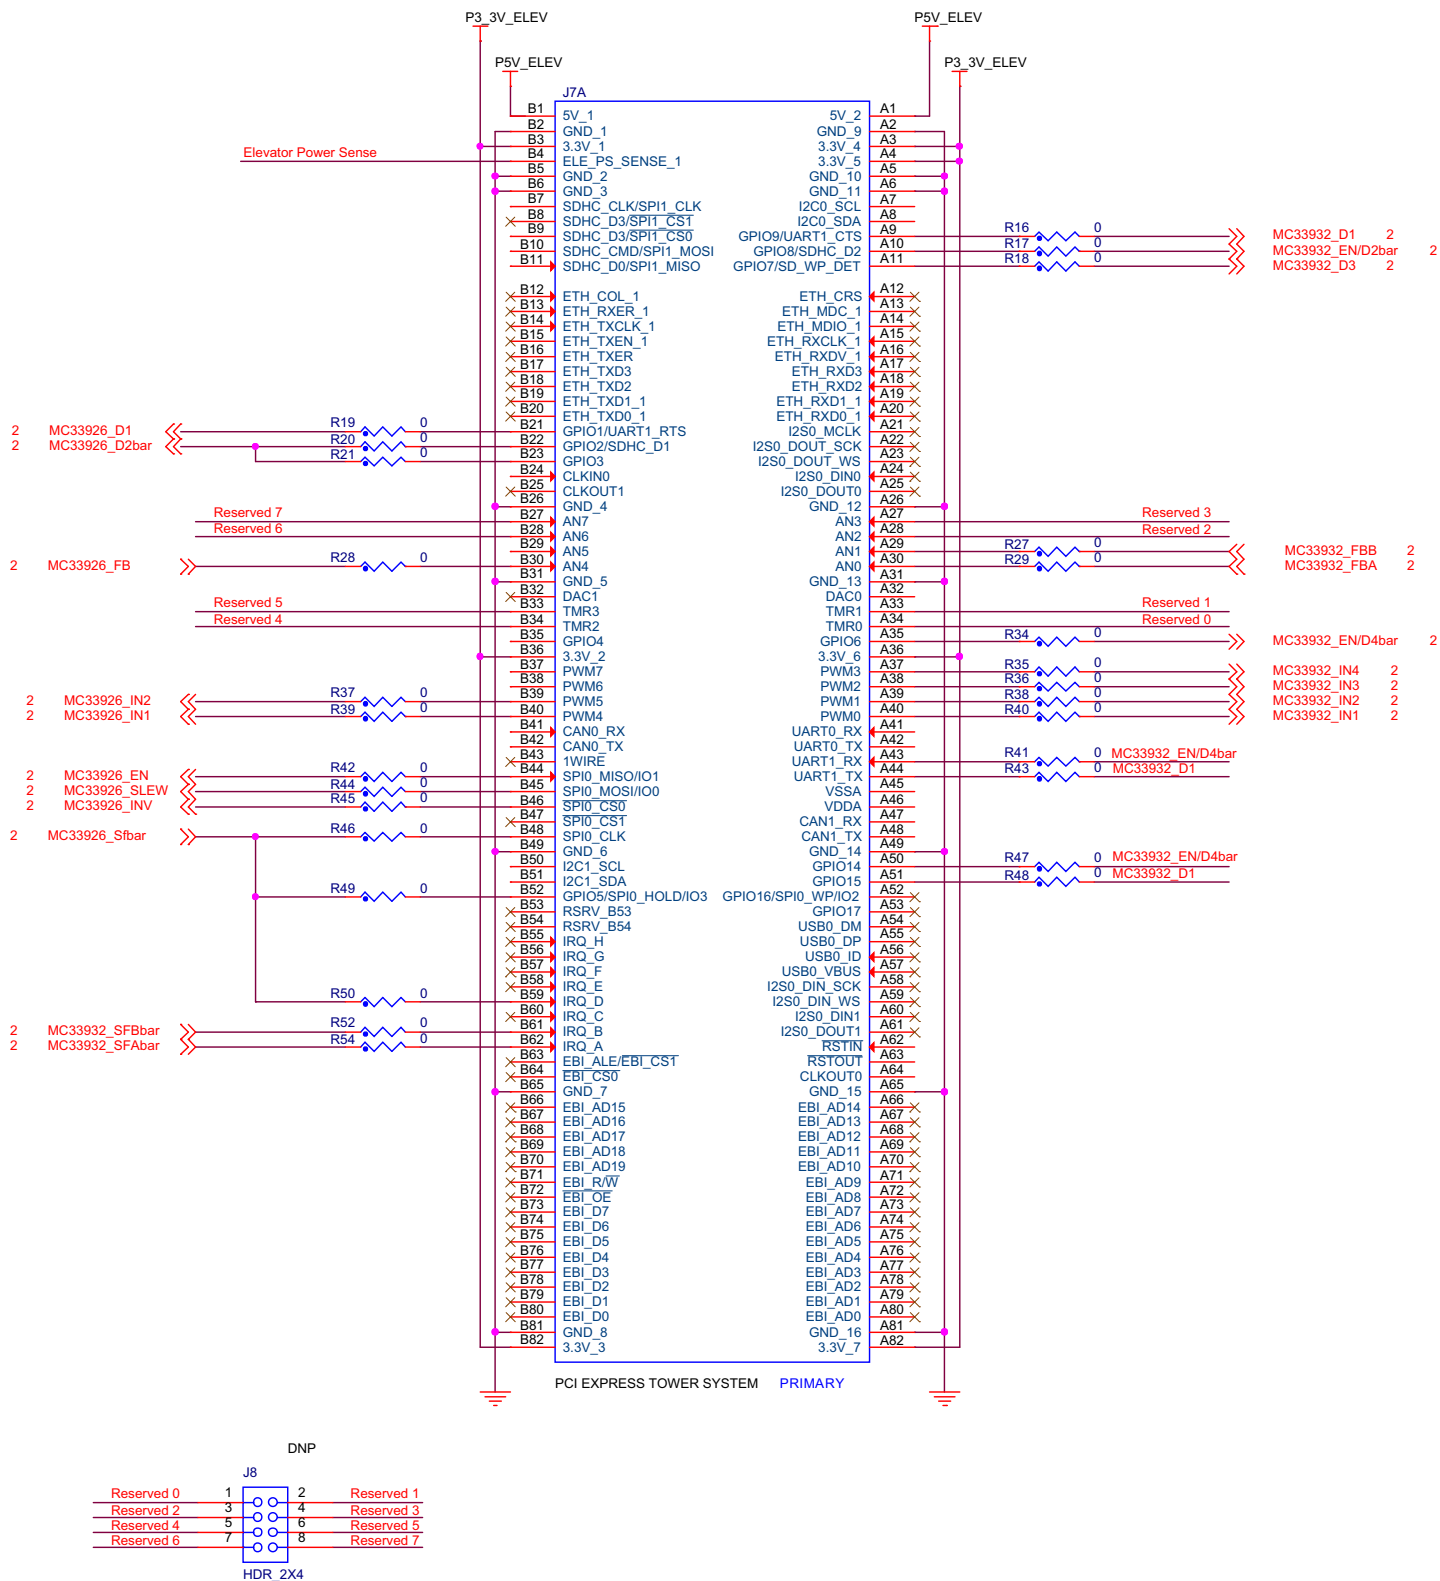 P3_3V_ELEV P5V_ELEV
P5V_ELEV P3_3V_ELEV
J7A
B1 5V_1 5V_2 A1
B2 GND_1 GND_9 A2
B3 3.3V_1 3.3V_4 A3
Elevator Power Sense B4 ELE_PS_SENSE_1 3.3V_5 A4
B5 GND_2 GND_10 A5
B6 GND_3 GND_11 A6
B7 SDHC_CLK/SPI1_CLK I2C0_SCL A7
B8 SDHC_D3/SPI1_CS1 I2C0_SDA A8
B9 SDHC_D3/SPI1_CS0 GPIO9/UART1_CTS A9 R16 0 MC33932_D1 2
B10 SDHC_CMD/SPI1_MOSI GPIO8/SDHC_D2 A10 R17 0 MC33932_EN/D2bar 2
B11 SDHC_D0/SPI1_MISO GPIO7/SD_WP_DET A11 R18 0 MC33932_D3 2
B12 ETH_COL_1 ETH_CRS A12
B13 ETH_RXER_1 ETH_MDC_1 A13
B14 ETH_TXCLK_1 ETH_MDIO_1 A14
B15 ETH_TXEN_1 ETH_RXCLK_1 A15
B16 ETH_TXER ETH_RXDV_1 A16
B17 ETH_TXD3 ETH_RXD3 A17
B18 ETH_TXD2 ETH_RXD2 A18
B19 ETH_TXD1_1 ETH_RXD1_1 A19
B20 ETH_TXD0_1 ETH_RXD0_1 A20
2 MC33926_D1 R19 0 B21 GPIO1/UART1_RTS I2S0_MCLK A21
2 MC33926_D2bar R20 0 B22 GPIO2/SDHC_D1 I2S0_DOUT_SCK A22
R21 0 B23 GPIO3 I2S0_DOUT_WS A23
B24 CLKIN0 I2S0_DIN0 A24
B25 CLKOUT1 I2S0_DOUT0 A25
B26 GND_4 GND_12 A26
Reserved 7 B27 AN7 AN3 A27 Reserved 3
Reserved 6 B28 AN6 AN2 A28 Reserved 2
B29 AN5 AN1 A29 R27 0 MC33932_FBB 2
2 MC33926_FB R28 0 B30 AN4 AN0 A30 R29 0 MC33932_FBA 2
B31 GND_5 GND_13 A31
B32 DAC1 DAC0 A32
Reserved 5 B33 TMR3 TMR1 A33 Reserved 1
Reserved 4 B34 TMR2 TMR0 A34 Reserved 0
B35 GPIO4 GPIO6 A35 R34 0 MC33932_EN/D4bar 2
B36 3.3V_2 3.3V_6 A36
B37 PWM7 PWM3 A37 R35 0 MC33932_IN4 2
B38 PWM6 PWM2 A38 R36 0 MC33932_IN3 2
2 MC33926_IN2 R37 0 B39 PWM5 PWM1 A39 R38 0 MC33932_IN2 2
2 MC33926_IN1 R39 0 B40 PWM4 PWM0 A40 R40 0 MC33932_IN1 2
B41 CAN0_RX UART0_RX A41
B42 CAN0_TX UART0_TX A42
B43 1WIRE UART1_RX A43 R41 0 MC33932_EN/D4bar
2 MC33926_EN R42 0 B44 SPI0_MISO/IO1 UART1_TX A44 R43 0 MC33932_D1
2 MC33926_SLEW R44 0 B45 SPI0_MOSI/IO0 VSSA A45
2 MC33926_INV R45 0 B46 SPI0_CS0 VDDA A46
B47 SPI0_CS1 CAN1_RX A47
2 MC33926_Sfbar R46 0 B48 SPI0_CLK CAN1_TX A48
B49 GND_6 GND_14 A49
B50 I2C1_SCL GPIO14 A50 R47 0 MC33932_EN/D4bar
B51 I2C1_SDA GPIO15 A51 R48 0 MC33932_D1
R49 0 B52 GPIO5/SPI0_HOLD/IO3 GPIO16/SPI0_WP/IO2 A52
B53 RSRV_B53 GPIO17 A53
B54 RSRV_B54 USB0_DM A54
B55 IRQ_H USB0_DP A55
B56 IRQ_G USB0_ID A56
B57 IRQ_F USB0_VBUS A57
B58 IRQ_E I2S0_DIN_SCK A58
R50 0 B59 IRQ_D I2S0_DIN_WS A59
B60 IRQ_C I2S0_DIN1 A60
2 MC33932_SFBbar R52 0 B61 IRQ_B I2S0_DOUT1 A61
2 MC33932_SFAbar R54 0 B62 IRQ_A RSTIN A62
B63 EBI_ALE/EBI_CS1 RSTOUT A63
B64 EBI_CS0 CLKOUT0 A64
B65 GND_7 GND_15 A65
B66 EBI_AD15 EBI_AD14 A66
B67 EBI_AD16 EBI_AD13 A67
B68 EBI_AD17 EBI_AD12 A68
B69 EBI_AD18 EBI_AD11 A69
B70 EBI_AD19 EBI_AD10 A70
B71 EBI_R/W EBI_AD9 A71
B72 EBI_OE EBI_AD8 A72
B73 EBI_D7 EBI_AD7 A73
B74 EBI_D6 EBI_AD6 A74
B75 EBI_D5 EBI_AD5 A75
B76 EBI_D4 EBI_AD4 A76
B77 EBI_D3 EBI_AD3 A77
B78 EBI_D2 EBI_AD2 A78
B79 EBI_D1 EBI_AD1 A79
B80 EBI_D0 EBI_AD0 A80
B81 GND_8 GND_16 A81
B82 3.3V_3 3.3V_7 A82
PCI EXPRESS TOWER SYSTEM PRIMARY
DNP
J8
Reserved 0 1 2 Reserved 1
Reserved 2 3 4 Reserved 3
Reserved 4 5 6 Reserved 5
Reserved 6 7 8 Reserved 7
HDR_2X4